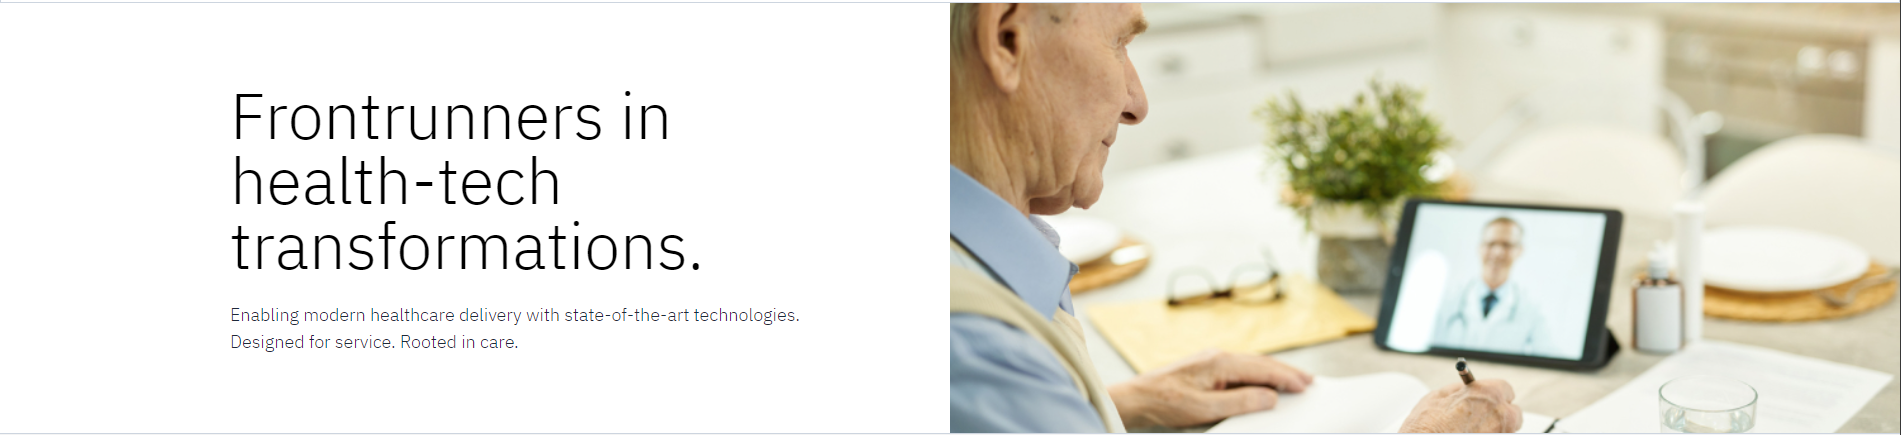 Frontrunners in
health-tech
transformations.
Enabling modern healthcare delivery with state-of-the-art technologies.
Designed for service. Rooted in care.